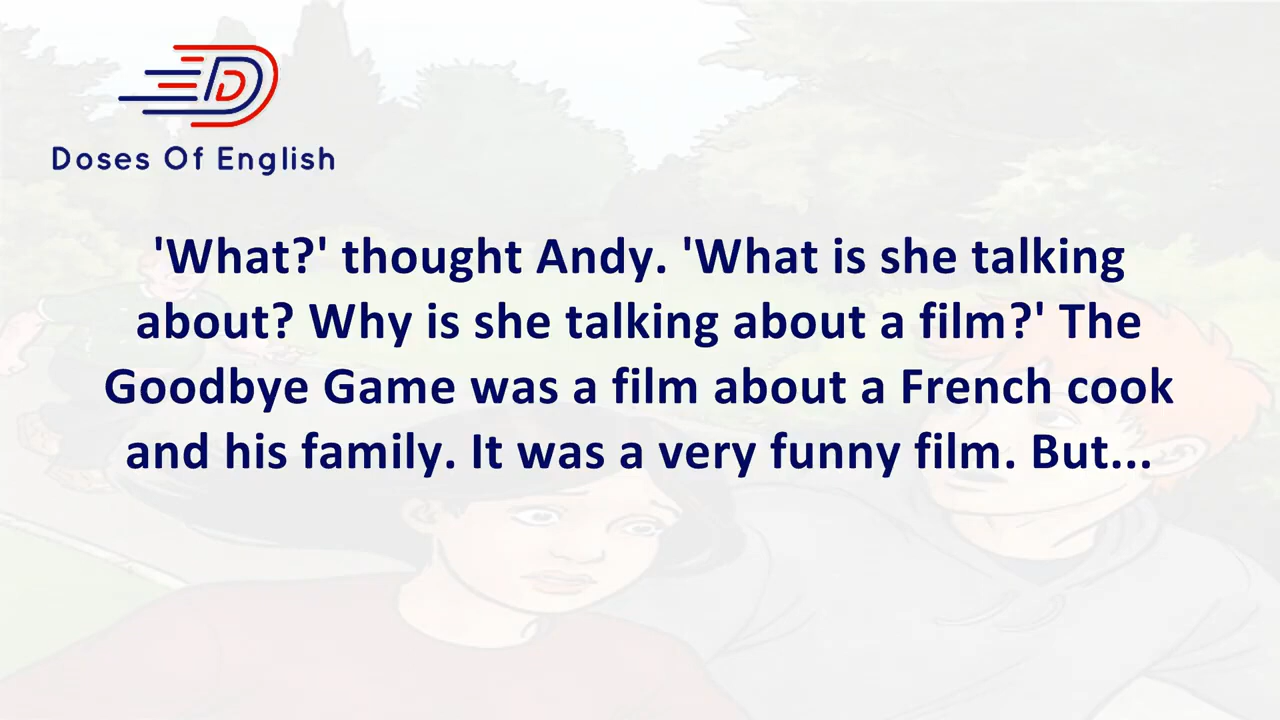 Doses Of English
'What?' thought Andy. 'What is she talking
about? Why is she talking about a film?' The
Goodbye Game was a film about a French cook
and his family. It was a very funny film. But...